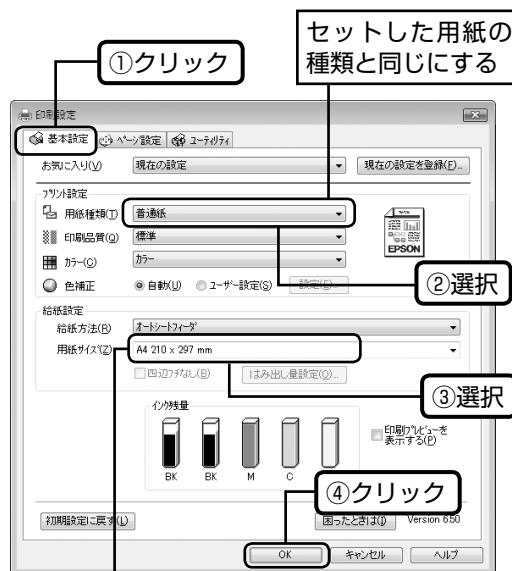 セットした用紙の
種類と同じにする
①クリック
印刷設定
基本設定
ページ設定
ユーティリティ
お気に入り(V)
現在の設定
現在の設定を登録(F)...
プリント設定
用紙種類(T)
普通紙
印刷品質(Q)
標準
EPSON
カラー(C)
カラー
色補正
自動(U)
ユーザー設定(S)
設定(E)...
②選択
給紙設定
給紙方法(R)
オートシートフィーダ
用紙サイズ(Z)
A4 210 x 297 mm
四辺フチなし(B)
はみ出し量設定(O)...
③選択
インク残量
BK
BK
M
C
印刷プレビューを
表示する(P)
④クリック
初期設定に戻す(L)
困ったときは(I)
Version 6.50
OK
キャンセル
ヘルプ